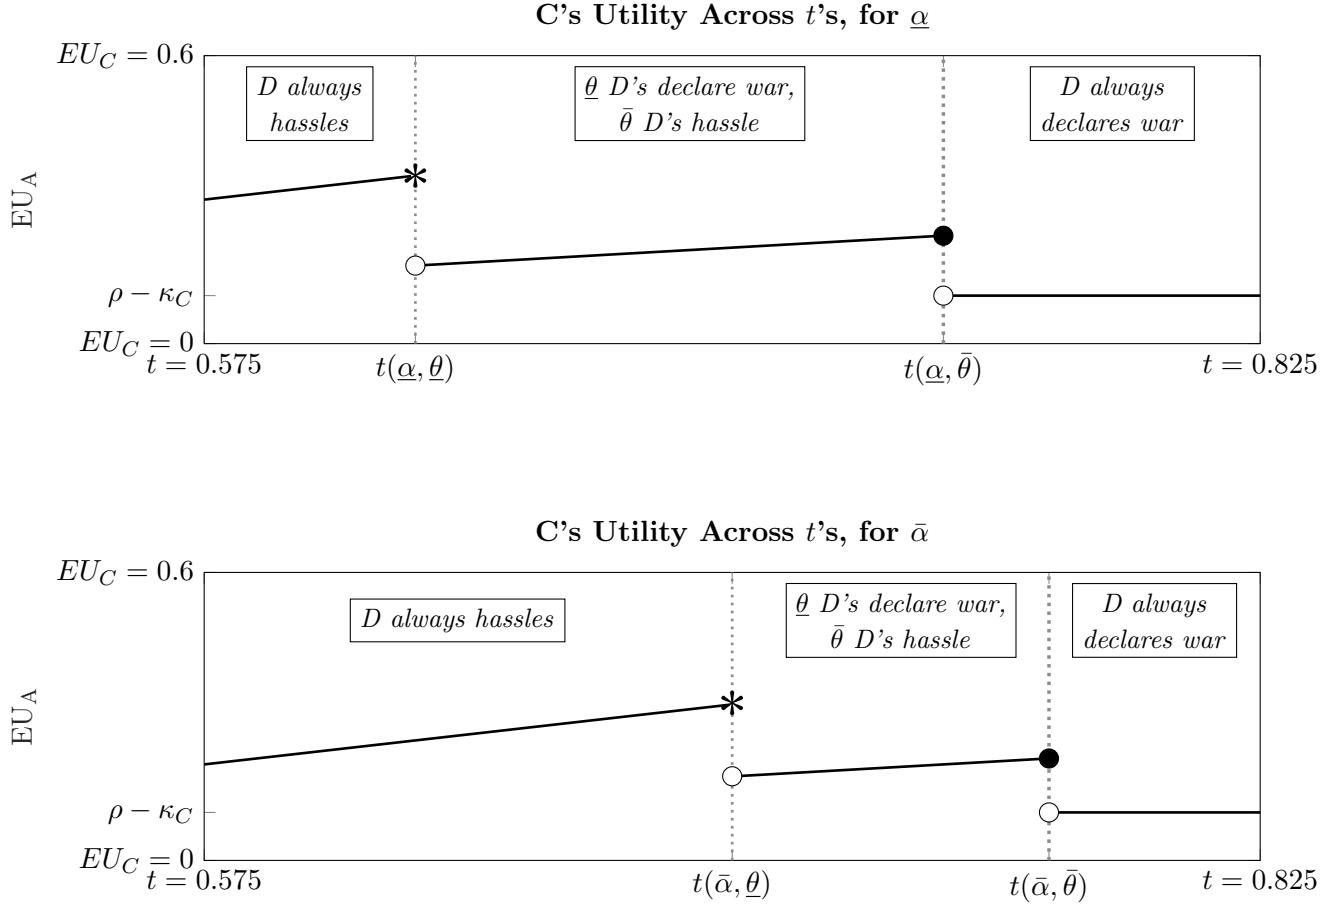 C's Utility Across t's, for α̲
EU_C = 0.6
D always
hassles
θ̲ D's declare war,
θ̄ D's hassle
D always
declares war
EU_A
ρ − κ_C
EU_C = 0
t = 0.575
t(α̲, θ̲)
t(α̲, θ̄)
t = 0.825
C's Utility Across t's, for ᾱ
EU_C = 0.6
D always hassles
θ̲ D's declare war,
θ̄ D's hassle
D always
declares war
EU_A
ρ − κ_C
EU_C = 0
t = 0.575
t(ᾱ, θ̲)
t(ᾱ, θ̄)
t = 0.825